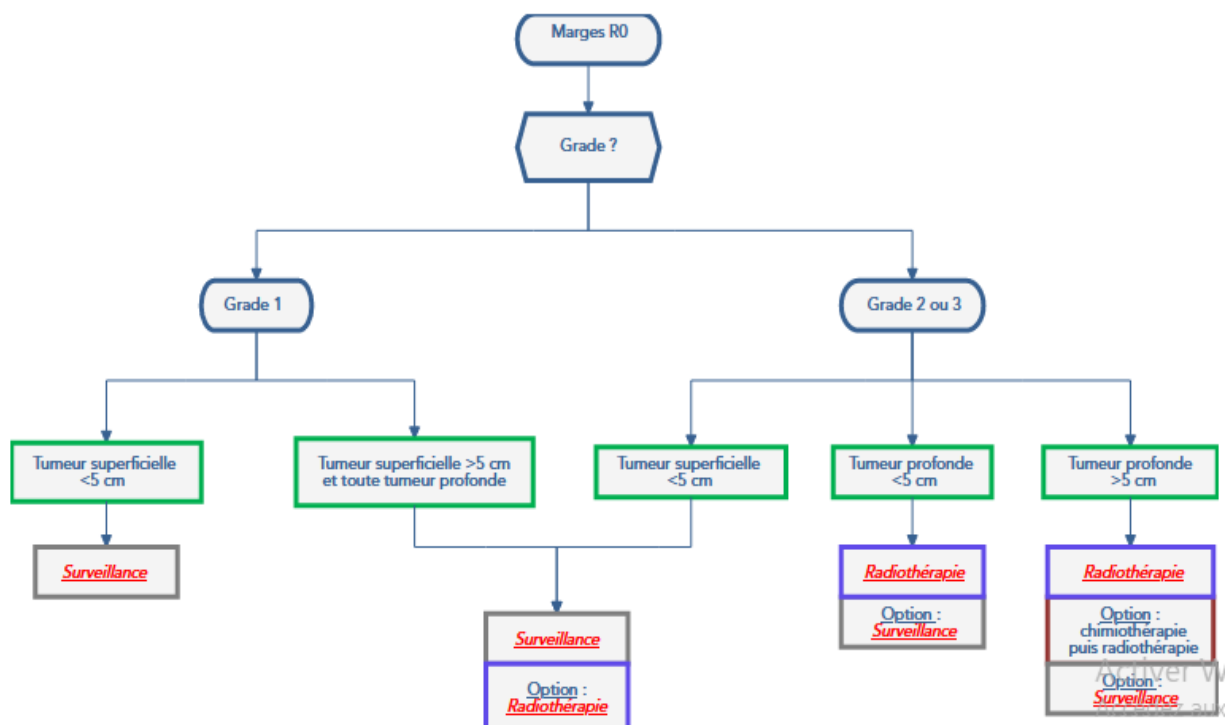 Marges R0
Grade ?
Grade 1
Grade 2 ou 3
Tumeur superficielle
<5 cm
Tumeur superficielle >5 cm
et toute tumeur profonde
Tumeur superficielle
<5 cm
Tumeur profonde
<5 cm
Tumeur profonde
>5 cm
Surveillance
Surveillance
Option :
Radiothérapie
Radiothérapie
Option :
Surveillance
Radiothérapie
Option :
chimiothérapie
puis radiothérapie
Option :
Surveillance
Activer W